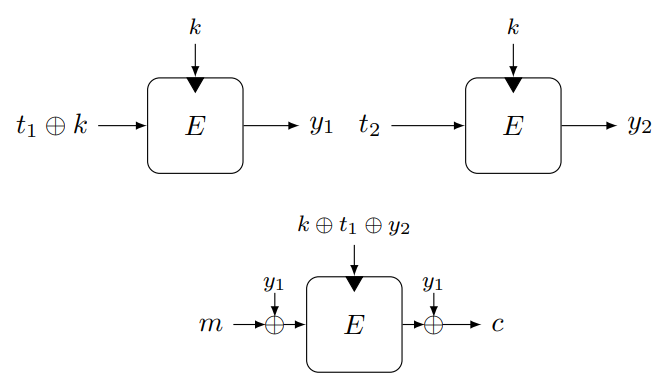 k k
t₁ ⊕ k E y₁ t₂ E y₂
k ⊕ t₁ ⊕ y₂
y₁ y₁
m E c